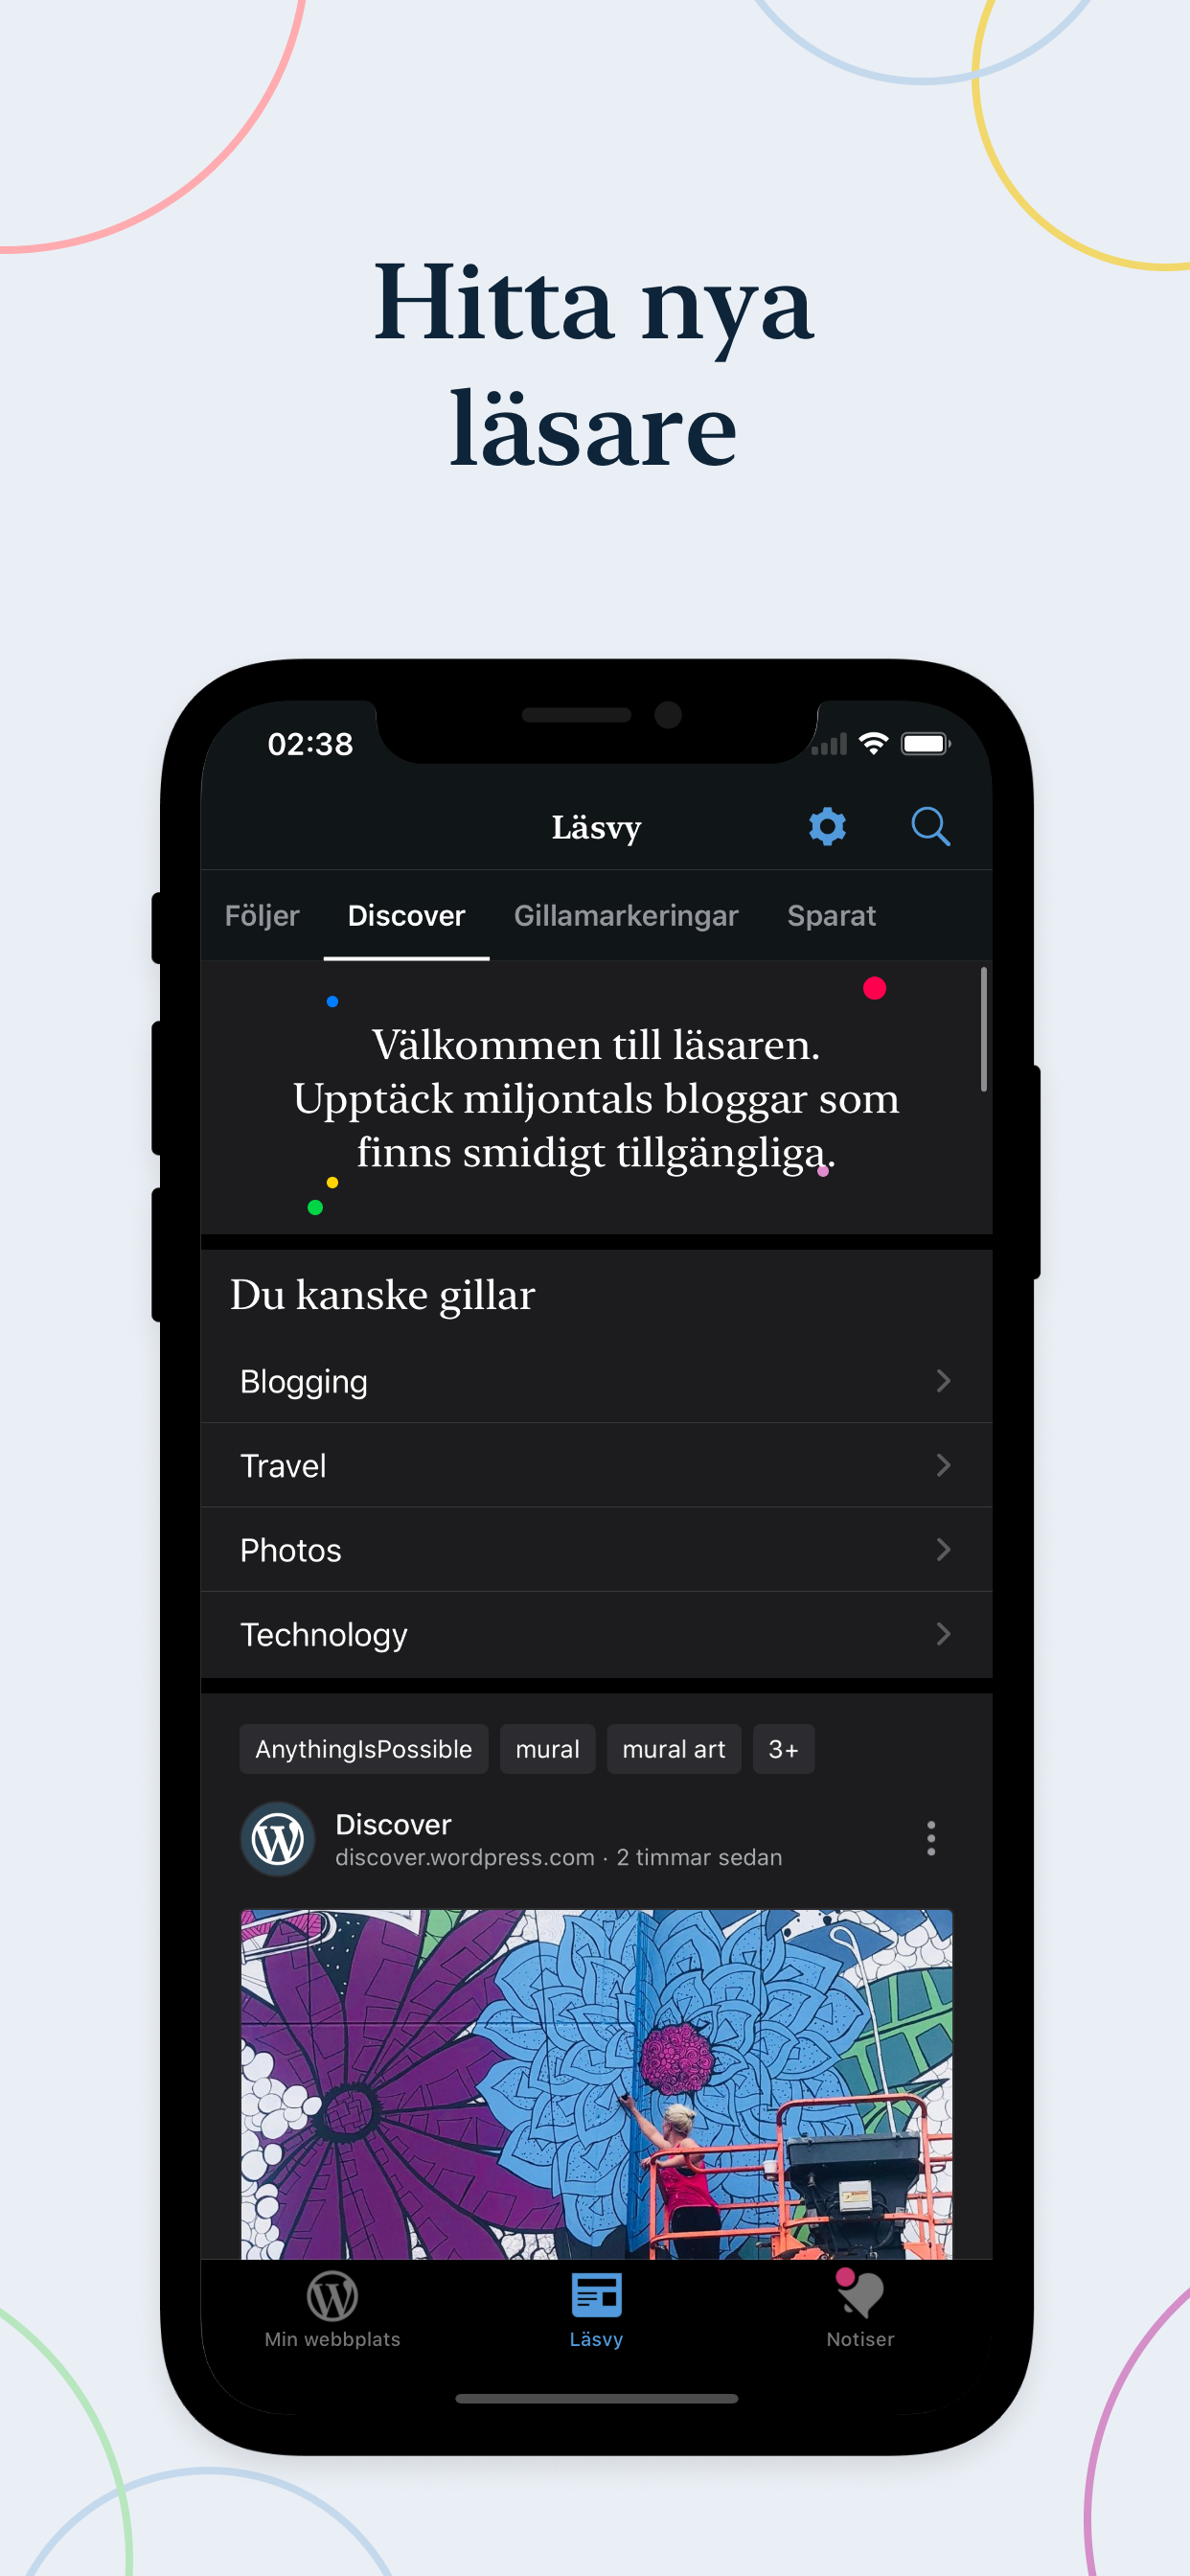 Hitta nya
läsare
02:38
Läsvy
Följer Discover Gillamarkeringar Sparat
Välkommen till läsaren.
Upptäck miljontals bloggar som
finns smidigt tillgängliga.
Du kanske gillar
Blogging
Travel
Photos
Technology
AnythingIsPossible mural mural art 3+
Discover
discover.wordpress.com · 2 timmar sedan
Min webbplats Läsvy Notiser